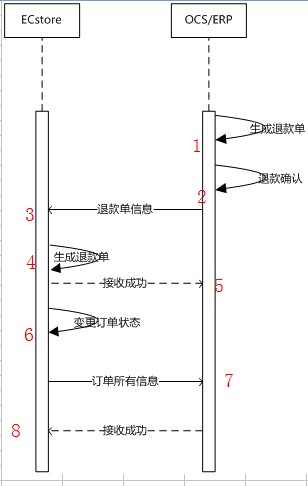 ECstore
OCS/ERP
生成退款单
1
退款确认
2
退款单信息
3
生成退款单
4
接收成功
5
变更订单状态
6
订单所有信息
7
接收成功
8